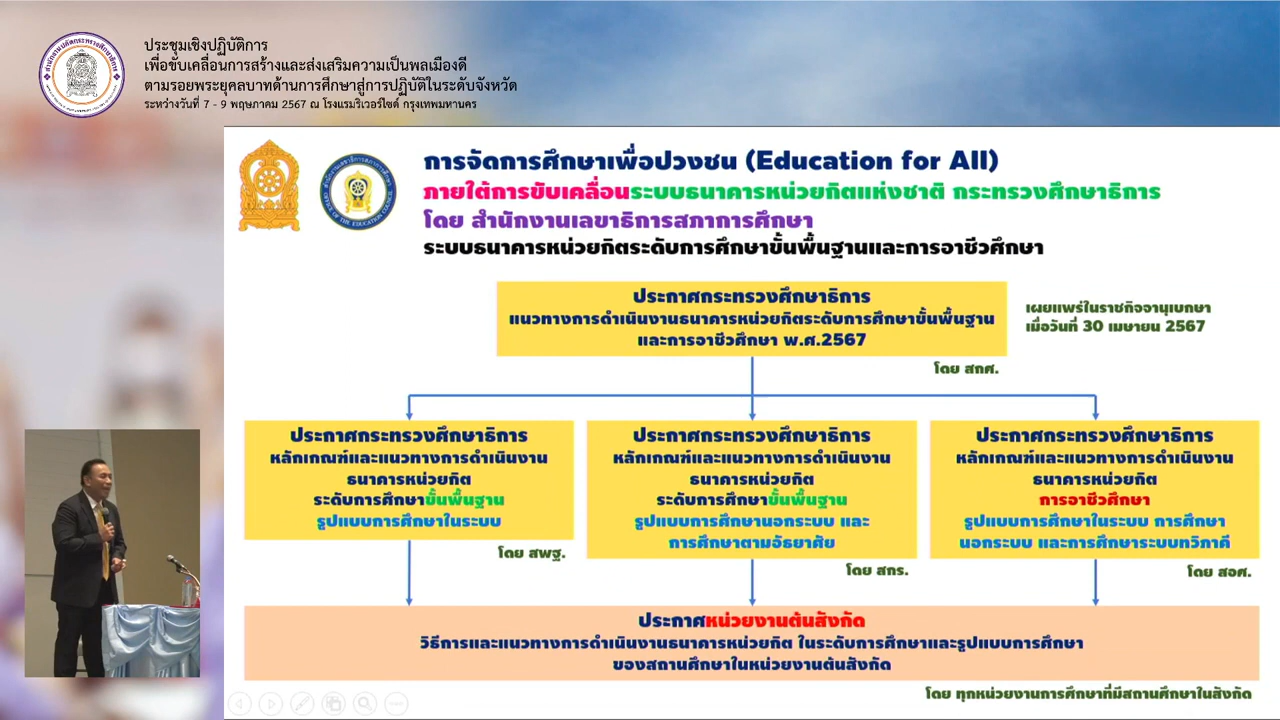 ประชุมเชิงปฏิบัติการ
เพื่อขับเคลื่อนการสร้างและส่งเสริมความเป็นพลเมืองดี
ตามรอยพระยุคลบาทด้านการศึกษาสู่การปฏิบัติในระดับจังหวัด
ระหว่างวันที่ 7 - 9 พฤษภาคม 2567 ณ โรงแรมริเวอร์ไซด์ กรุงเทพมหานคร
การจัดการศึกษาเพื่อปวงชน (Education for All)
ภายใต้การขับเคลื่อนระบบธนาคารหน่วยกิตแห่งชาติ กระทรวงศึกษาธิการ
โดย สำนักงานเลขาธิการสภาการศึกษา
ระบบธนาคารหน่วยกิตระดับการศึกษาขั้นพื้นฐานและการอาชีวศึกษา
ประกาศกระทรวงศึกษาธิการ
แนวทางการดำเนินงานธนาคารหน่วยกิตระดับการศึกษาขั้นพื้นฐาน
และการอาชีวศึกษา พ.ศ.2567
เผยแพร่ในราชกิจจานุเบกษา
เมื่อวันที่ 30 เมษายน 2567
โดย สกศ.
ประกาศกระทรวงศึกษาธิการ
หลักเกณฑ์และแนวทางการดำเนินงาน
ธนาคารหน่วยกิต
ระดับการศึกษาขั้นพื้นฐาน
รูปแบบการศึกษาในระบบ
โดย สพฐ.
ประกาศกระทรวงศึกษาธิการ
หลักเกณฑ์และแนวทางการดำเนินงาน
ธนาคารหน่วยกิต
ระดับการศึกษาขั้นพื้นฐาน
รูปแบบการศึกษานอกระบบ และ
การศึกษาตามอัธยาศัย
โดย สกร.
ประกาศกระทรวงศึกษาธิการ
หลักเกณฑ์และแนวทางการดำเนินงาน
ธนาคารหน่วยกิต
การอาชีวศึกษา
รูปแบบการศึกษาในระบบ การศึกษา
นอกระบบ และการศึกษาระบบทวิภาคี
โดย สอศ.
ประกาศหน่วยงานต้นสังกัด
วิธีการและแนวทางการดำเนินงานธนาคารหน่วยกิต ในระดับการศึกษาและรูปแบบการศึกษา
ของสถานศึกษาในหน่วยงานต้นสังกัด
โดย ทุกหน่วยงานการศึกษาที่มีสถานศึกษาในสังกัด